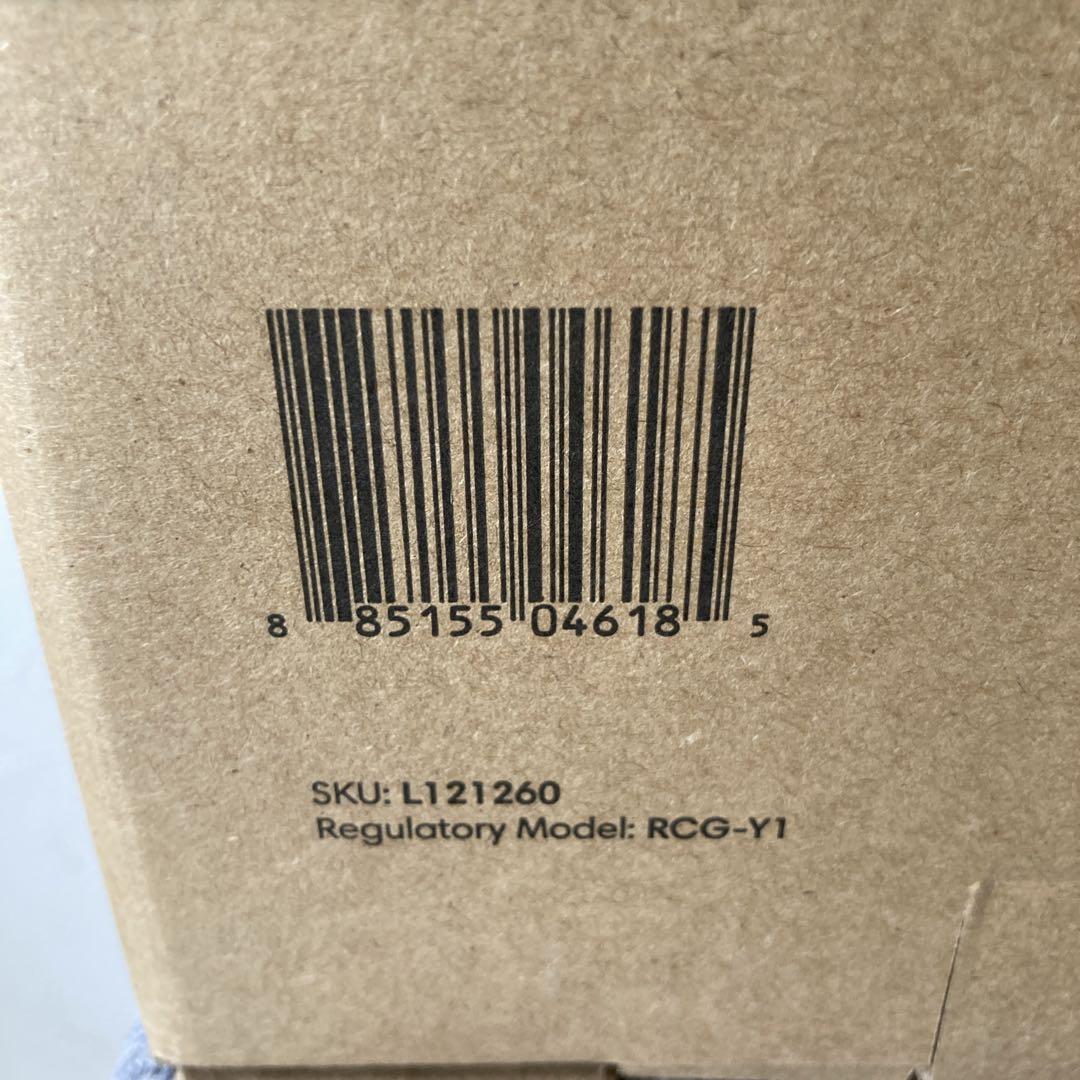 8 85155 04618 5
SKU: L121260
Regulatory Model: RCG-Y1